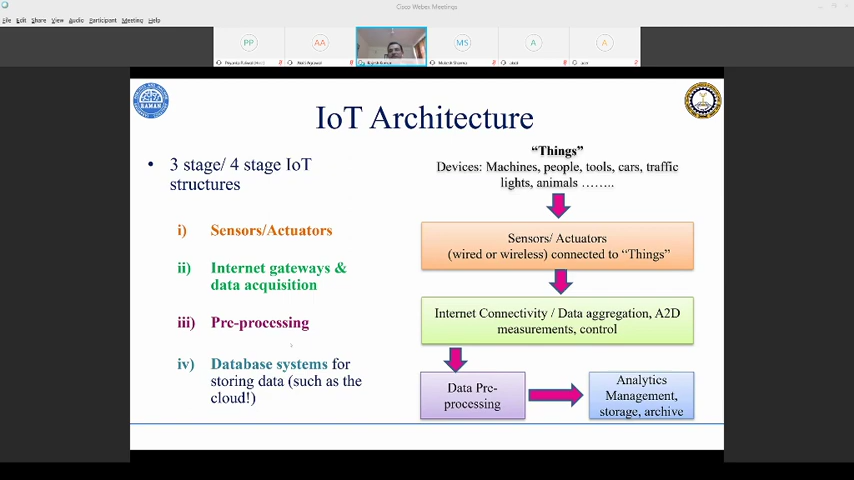 Cisco Webex Meetings
File Edit Share View Audio Participant Meeting Help
PP
AA
MS
A
A
IoT Architecture
• 3 stage/ 4 stage IoT
structures
i) Sensors/Actuators
ii) Internet gateways &
data acquisition
iii) Pre-processing
iv) Database systems for
storing data (such as the
cloud!)
“Things”
Devices: Machines, people, tools, cars, traffic
lights, animals ……..
Sensors/ Actuators
(wired or wireless) connected to “Things”
Internet Connectivity / Data aggregation, A2D
measurements, control
Data Pre-
processing
Analytics
Management,
storage, archive